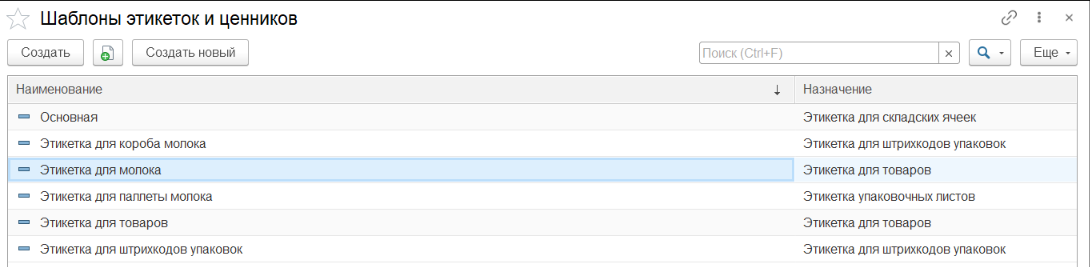 Шаблоны этикеток и ценников
Создать Создать новый Поиск (Ctrl+F) × Еще
Наименование ↓ Назначение
Основная Этикетка для складских ячеек
Этикетка для короба молока Этикетка для штрихкодов упаковок
Этикетка для молока Этикетка для товаров
Этикетка для паллеты молока Этикетка упаковочных листов
Этикетка для товаров Этикетка для товаров
Этикетка для штрихкодов упаковок Этикетка для штрихкодов упаковок